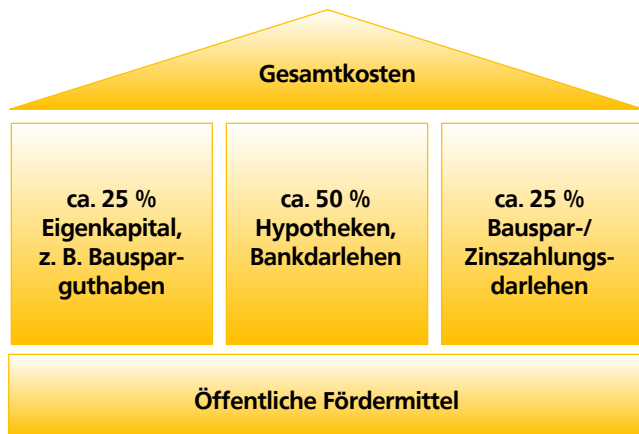 Gesamtkosten
ca. 25 %
Eigenkapital,
z. B. Bauspar-
guthaben
ca. 50 %
Hypotheken,
Bankdarlehen
ca. 25 %
Bauspar-/
Zinszahlungs-
darlehen
Öffentliche Fördermittel